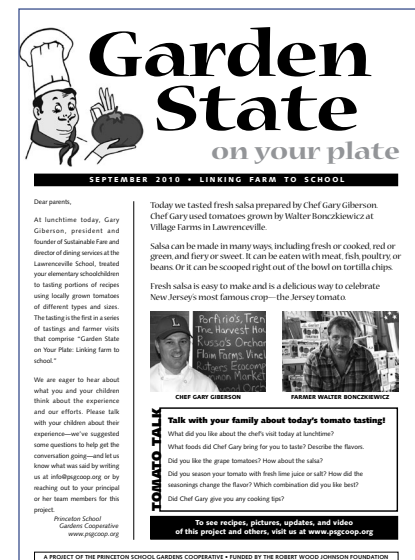 Garden
State
on your plate
SEPTEMBER 2010 • LINKING FARM TO SCHOOL
Dear parents,
At lunchtime today, Gary
Giberson, president and
founder of Sustainable Fare and
director of dining services at the
Lawrenceville School, treated
your elementary schoolchildren
to tasting portions of recipes
using locally grown tomatoes
of different types and sizes.
The tasting is the first in a series
of tastings and farmer visits
that comprise "Garden State
on Your Plate: Linking farm to
school."
We are eager to hear about
what you and your children
think about the experience
and our efforts. Please talk
with your children about their
experience—we've suggested
some questions to help get the
conversation going—and let us
know what was said by writing
us at info@psgcoop.org or by
reaching out to your principal
or her team members for this
project.
Princeton School
Gardens Cooperative
www.psgcoop.org
Today we tasted fresh salsa prepared by Chef Gary Giberson.
Chef Gary used tomatoes grown by Walter Bonczkiewicz at
Village Farms in Lawrenceville.
Salsa can be made in many ways, including fresh or cooked, red or
green, and fiery or sweet. It can be eaten with meat, fish, poultry, or
beans. Or it can be scooped right out of the bowl on tortilla chips.
Fresh salsa is easy to make and is a delicious way to celebrate
New Jersey's most famous crop—the Jersey tomato.
L
Porfirio's, Tren
The Harvest Hou
Russo's Orchar
Plain Farms, Vinel
Rutgers Ecocomp
Market
CHEF GARY GIBERSON
FARMER WALTER BONCZKIEWICZ
TOMATO TALK
Talk with your family about today's tomato tasting!
What did you like about the chef's visit today at lunchtime?
What foods did Chef Gary bring for you to taste? Describe the flavors.
Did you like the grape tomatoes? How about the salsa?
Did you season your tomato with fresh lime juice or salt? How did the
seasonings change the flavor? Which combination did you like best?
Did Chef Gary give you any cooking tips?
To see recipes, pictures, updates, and video
of this project and others, visit us at www.psgcoop.org
A PROJECT OF THE PRINCETON SCHOOL GARDENS COOPERATIVE • FUNDED BY THE ROBERT WOOD JOHNSON FOUNDATION